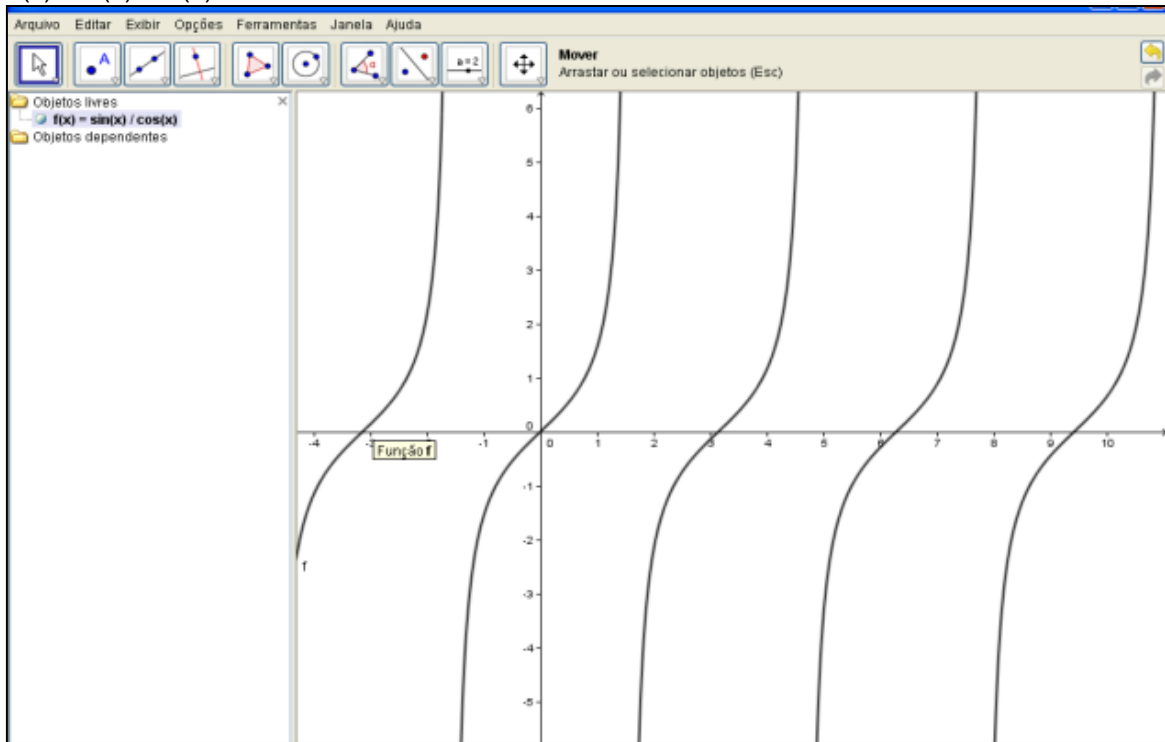 Arquivo Editar Exibir Opções Ferramentas Janela Ajuda
A
α
a=2
Mover
Arrastar ou selecionar objetos (Esc)
Objetos livres
f(x) = sin(x) / cos(x)
Objetos dependentes
6
5
4
3
2
1
0
-4 -1 0 1 2 3 4 5 6 7 8 9 10
Função f
-1
-2
f
-3
-4
-5